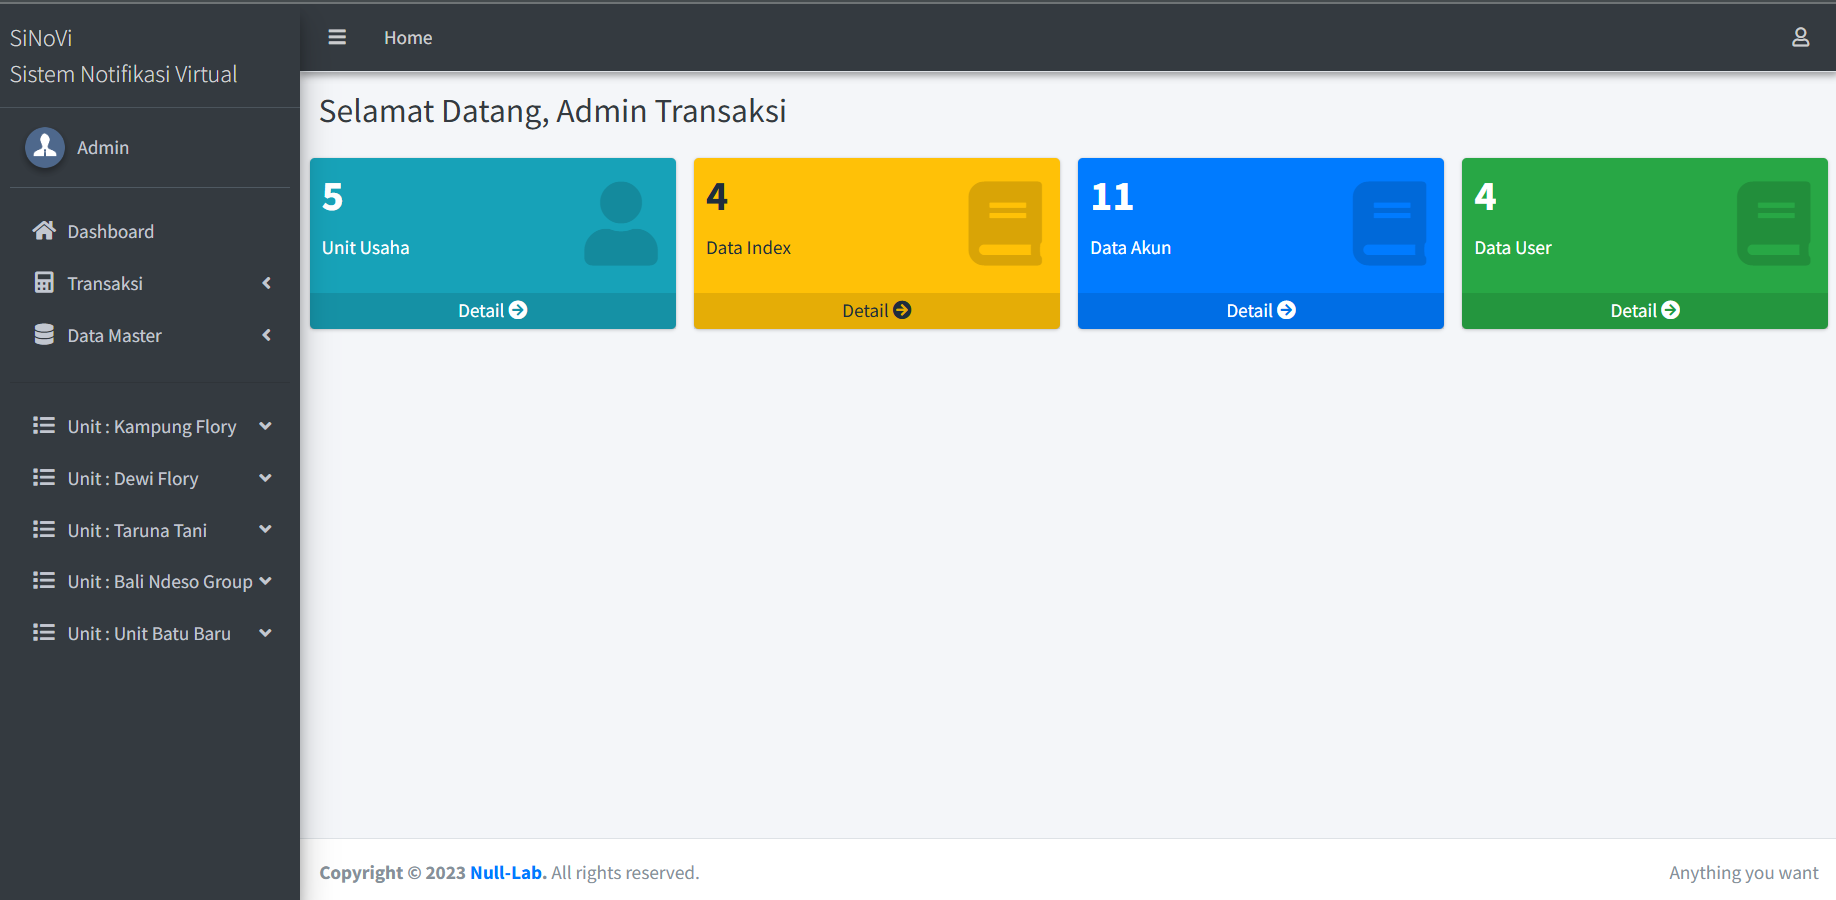 SiNoVi
Sistem Notifikasi Virtual
Admin
Dashboard
Transaksi
Data Master
Unit : Kampung Flory
Unit : Dewi Flory
Unit : Taruna Tani
Unit : Bali Ndeso Group
Unit : Unit Batu Baru
Home
Selamat Datang, Admin Transaksi
5
Unit Usaha
Detail
4
Data Index
Detail
11
Data Akun
Detail
4
Data User
Detail
Copyright © 2023 Null-Lab. All rights reserved.
Anything you want